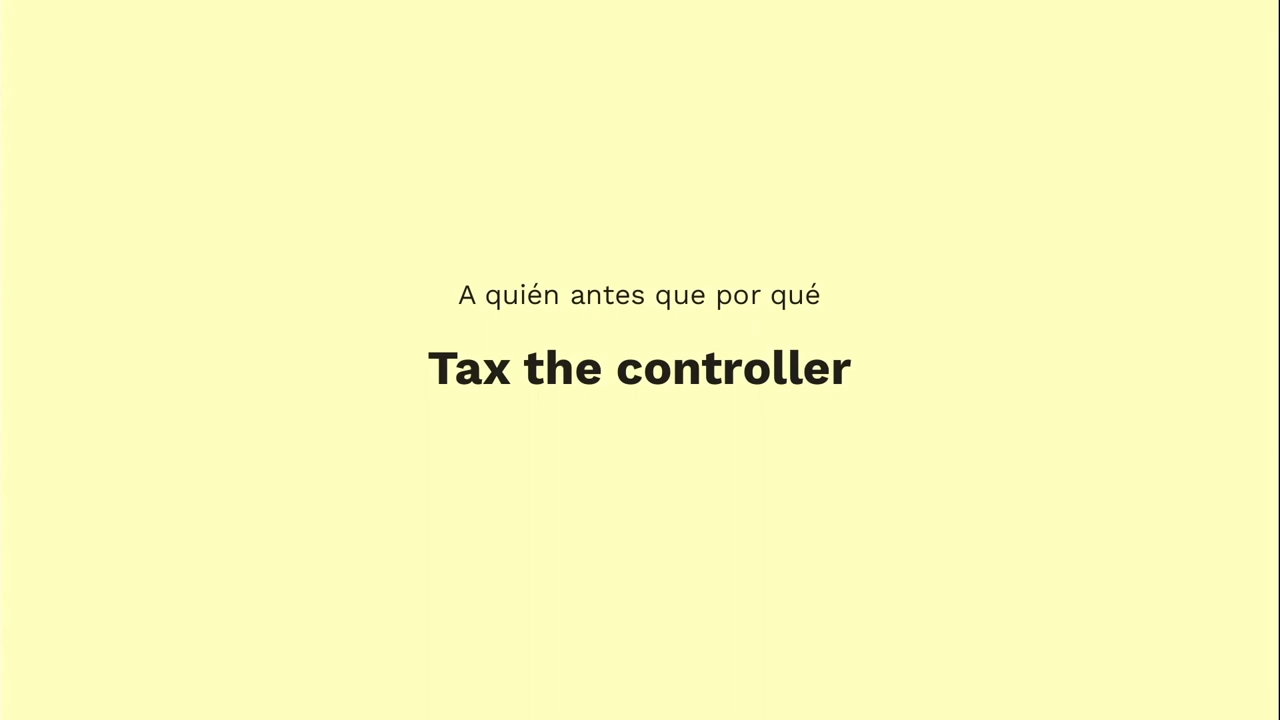 A quién antes que por qué
Tax the controller